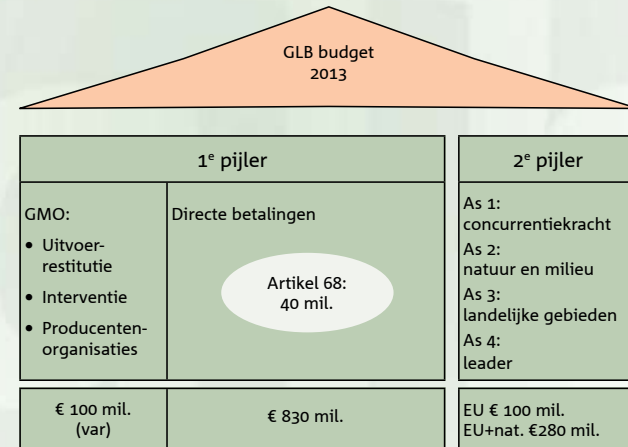 GLB budget
2013
1e pijler
2e pijler
GMO:
• Uitvoer-
restitutie
• Interventie
• Producenten-
organisaties
Directe betalingen
Artikel 68:
40 mil.
As 1:
concurrentiekracht
As 2:
natuur en milieu
As 3:
landelijke gebieden
As 4:
leader
€ 100 mil.
(var)
€ 830 mil.
EU € 100 mil.
EU+nat. €280 mil.